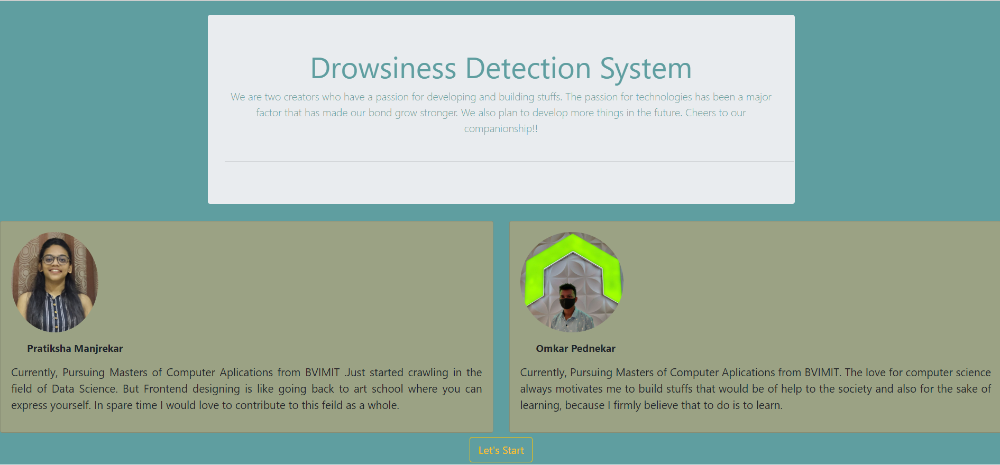 Drowsiness Detection System
We are two creators who have a passion for developing and building stuffs. The passion for technologies has been a major
factor that has made our bond grow stronger. We also plan to develop more things in the future. Cheers to our
companionship!!
Pratiksha Manjrekar
Currently, Pursuing Masters of Computer Aplications from BVIMIT .Just started crawling in the
field of Data Science. But Frontend designing is like going back to art school where you can
express yourself. In spare time I would love to contribute to this feild as a whole.
Omkar Pednekar
Currently, Pursuing Masters of Computer Aplications from BVIMIT. The love for computer science
always motivates me to build stuffs that would be of help to the society and also for the sake of
learning, because I firmly believe that to do is to learn.
Let's Start